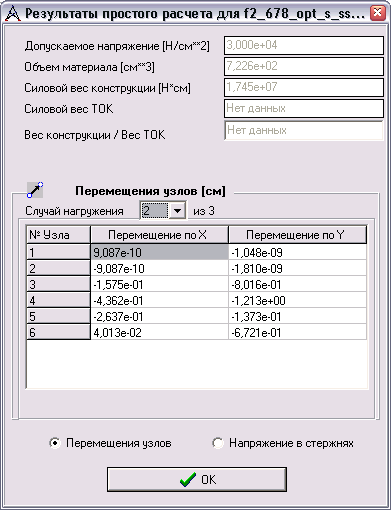 Результаты простого расчета для f2_678_opt_s_ss...
Допускаемое напряжение [Н/см**2] 3,000e+04
Объем материала [см**3] 7,226e+02
Силовой вес конструкции [Н*см] 1,745e+07
Силовой вес ТОК Нет данных
Вес конструкции / Вес ТОК Нет данных
Перемещения узлов [см]
Случай нагружения 2 из 3
№ Узла Перемещение по X Перемещение по Y
1 9,087e-10 -1,048e-09
2 -9,087e-10 -1,810e-09
3 -1,575e-01 -8,016e-01
4 -4,362e-01 -1,213e+00
5 -2,637e-01 -1,373e-01
6 4,013e-02 -6,721e-01
Перемещения узлов Напряжение в стержнях
OK